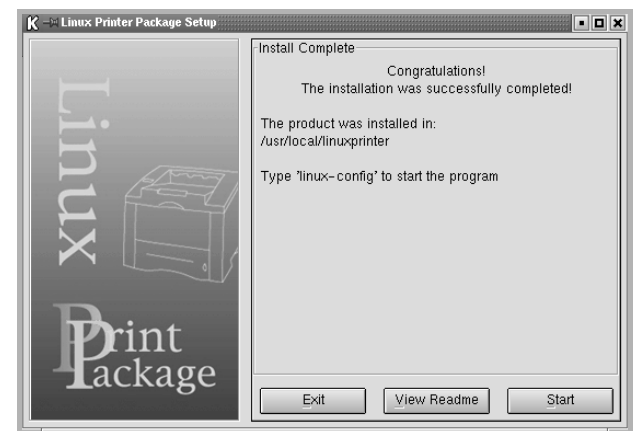 Linux Printer Package Setup
Linux
Print
Package
Install Complete
Congratulations!
The installation was successfully completed!
The product was installed in:
/usr/local/linuxprinter
Type 'linux-config' to start the program
Exit
View Readme
Start